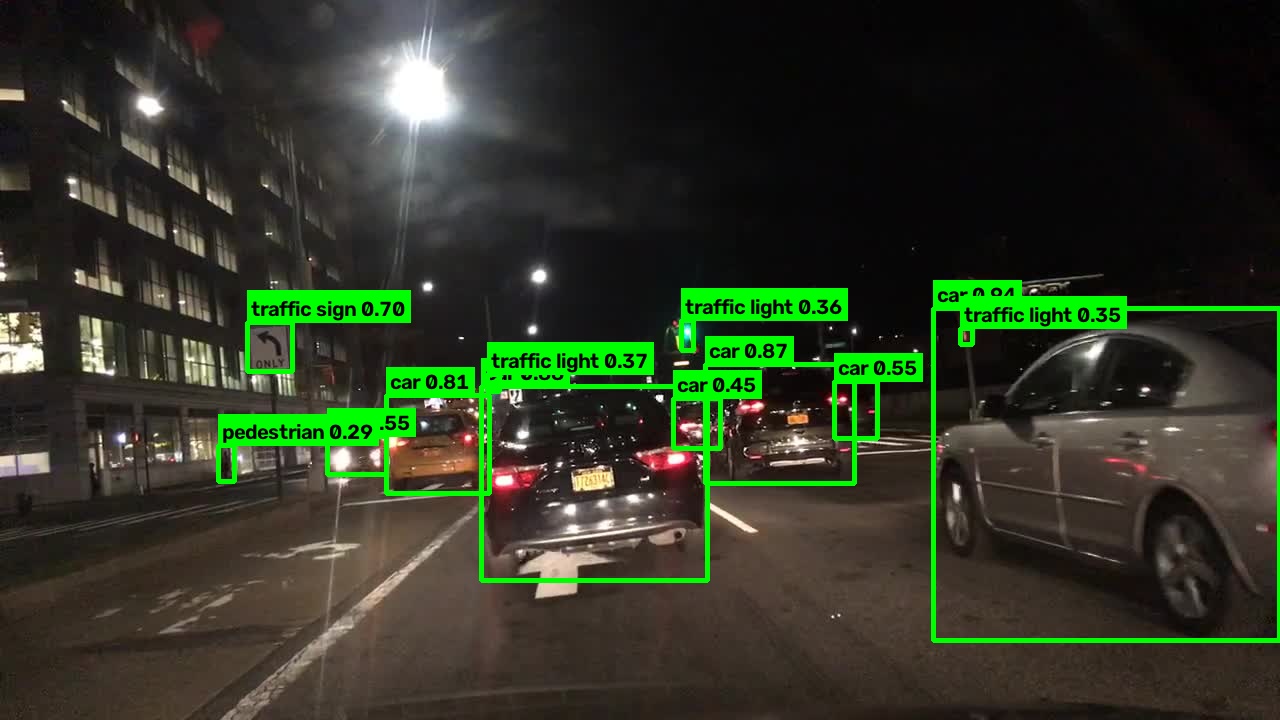 traffic sign 0.70
traffic light 0.36
car 0.94
traffic light 0.35
car 0.87
traffic light 0.37
car 0.55
car 0.81
car 0.45
.55
pedestrian 0.29
ONLY